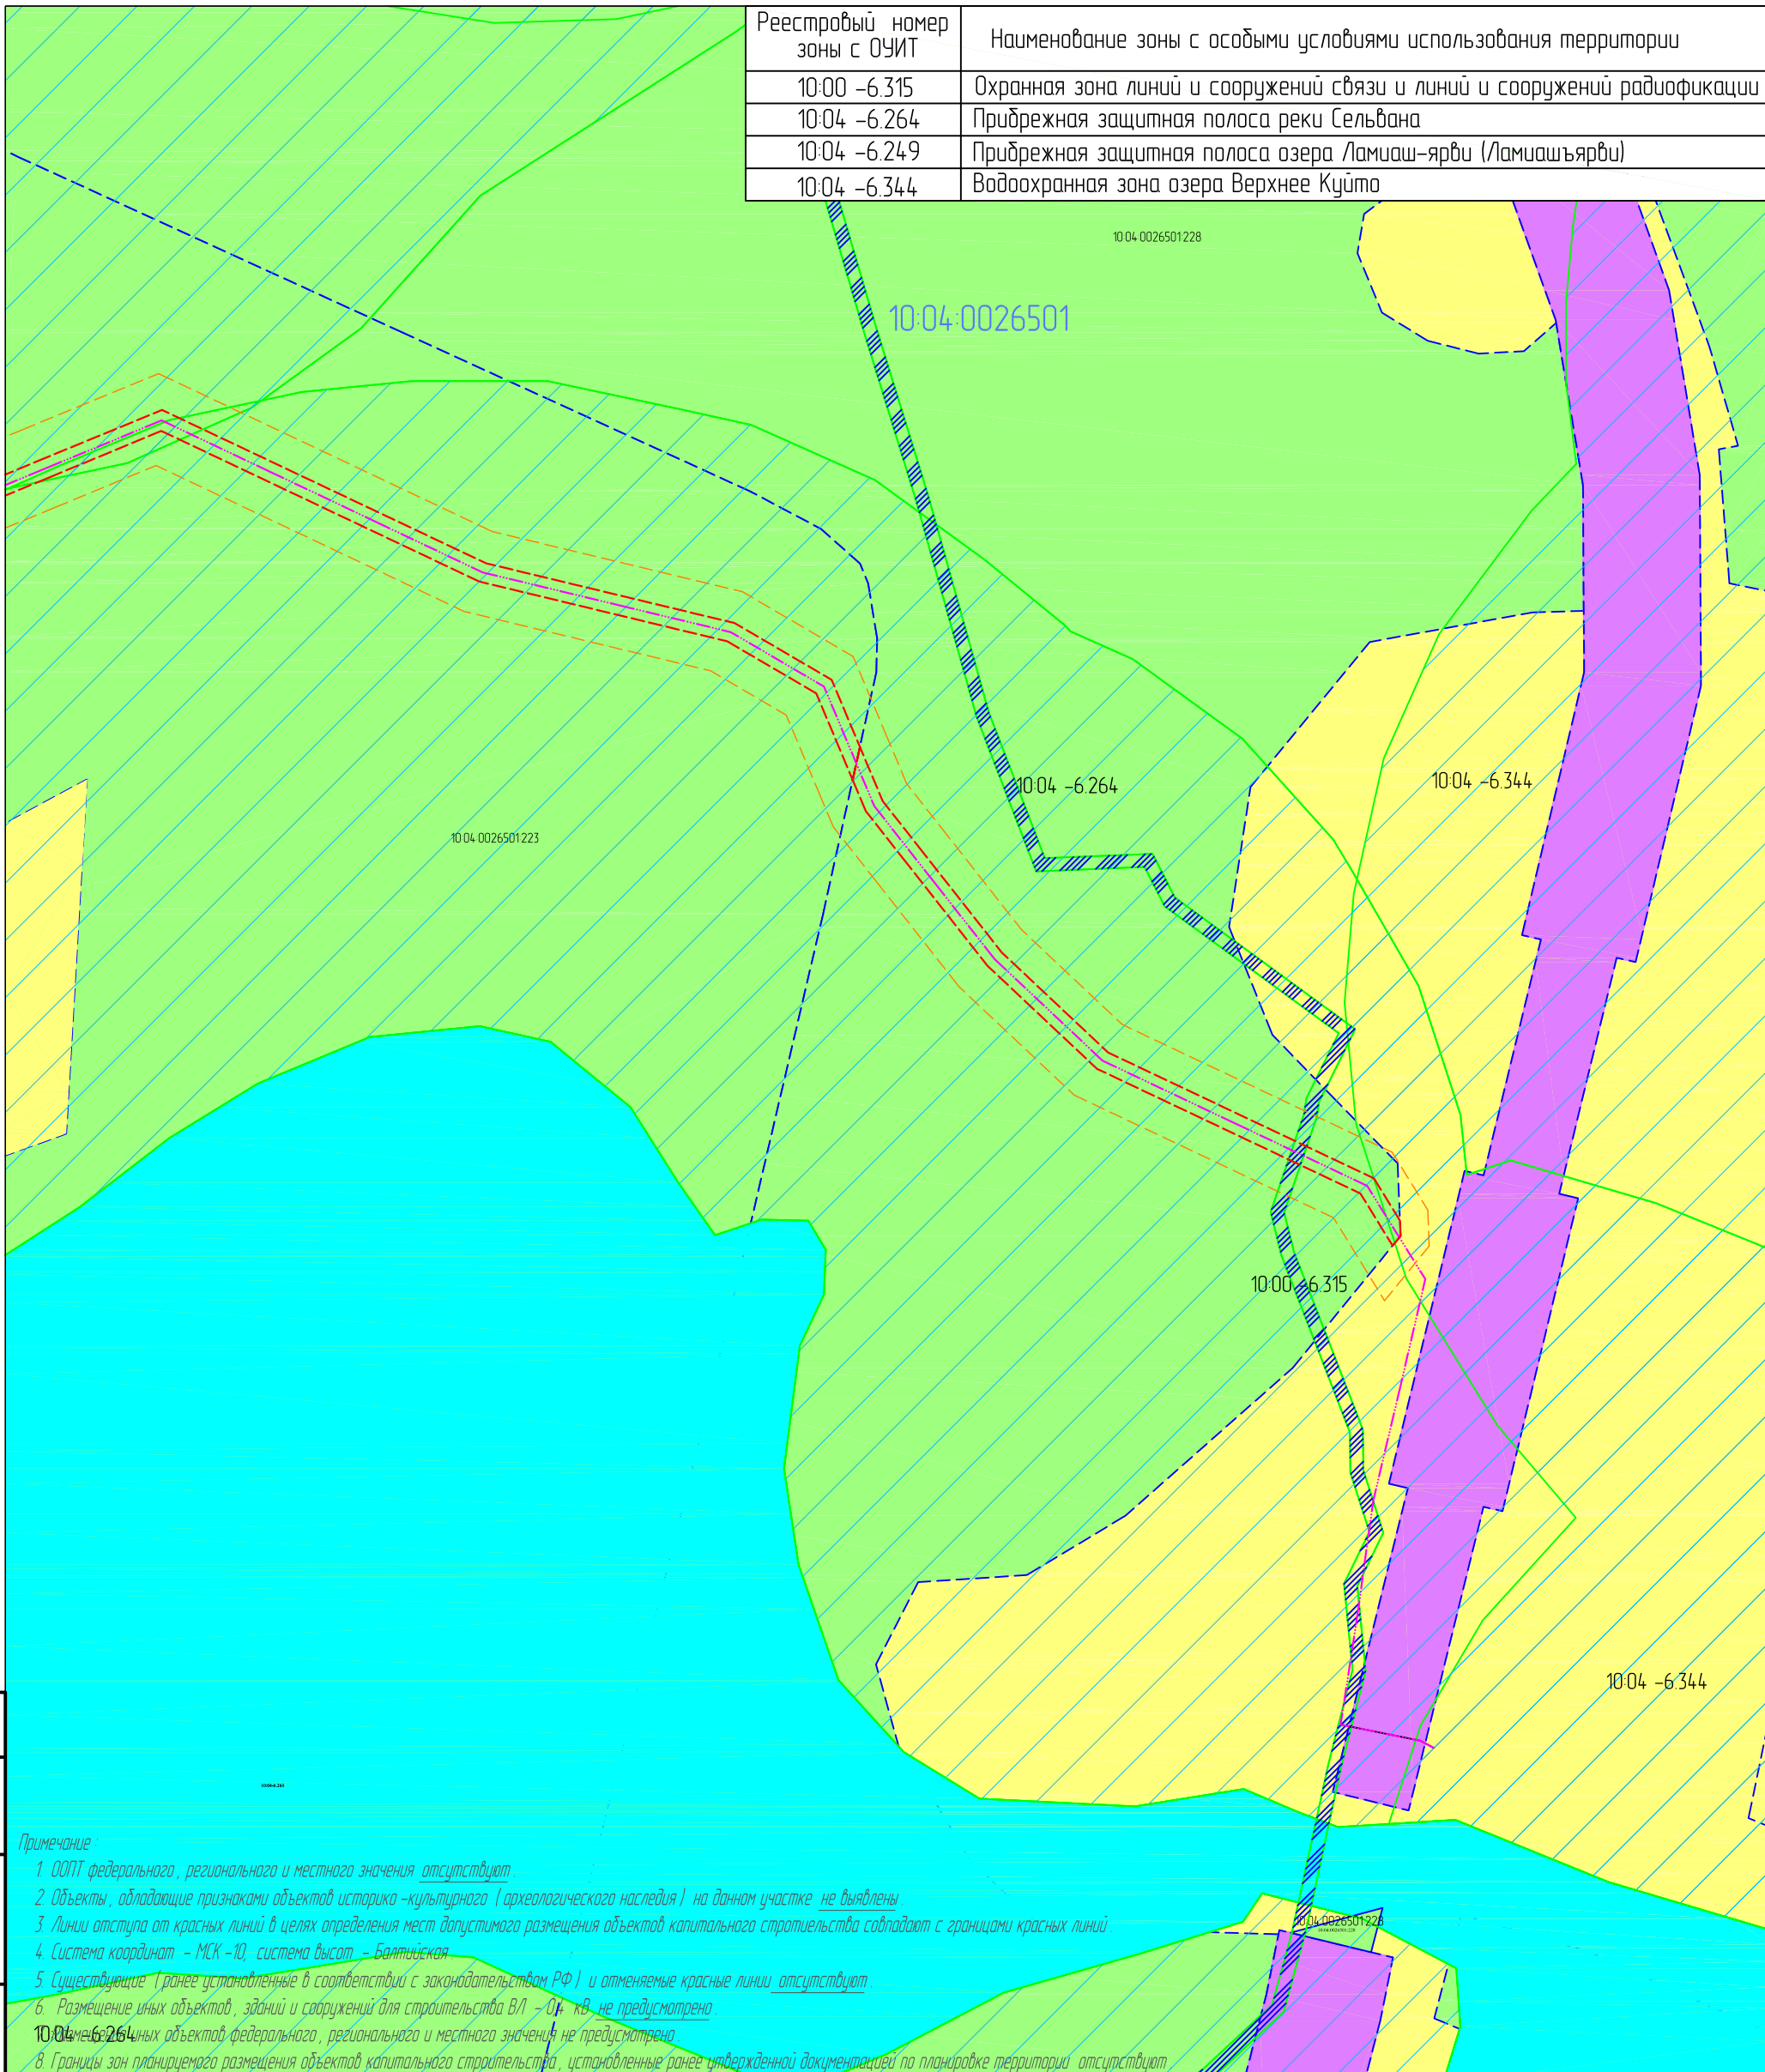 Реестровый номер
зоны с ОУИТ
Наименование зоны с особыми условиями использования территории
10:00 -6.315 Охранная зона линий и сооружений связи и линий и сооружений радиофикации
10:04 -6.264 Прибрежная защитная полоса реки Сельвана
10:04 -6.249 Прибрежная защитная полоса озера Ламиаш-ярви (Ламиашъярви)
10:04 -6.344 Водоохранная зона озера Верхнее Куйто
10:04:0026501:228
10:04:0026501
10:04 -6.264
10:04 -6.344
10:04:0026501:223
10:00 -6.315
10:04 -6.344
Примечание:
1. ООПТ федерального, регионального и местного значения отсутствуют.
2. Объекты, обладающие признаками объектов историко-культурного (археологического наследия) на данном участке не выявлены.
3. Линии отступа от красных линий в целях определения мест допустимого размещения объектов капитального стротиельства совпадают с границами красных линий.
10:04:0026501:228
4. Система координат - МСК-10, система высот - Балтийская.
5. Существующие (ранее установленные в соответствии с законодательством РФ) и отменяемые красные линии отсутствуют.
6. Размещение иных объектов, зданий и сооружений для строительства ВЛ - 0,4 кВ не предусмотрено.
10:04 -6.264
иных объектов федерального, регионального и местного значения не предусмотрено.
8. Границы зон планируемого размещения объектов капитального строительства, установленные ранее утвержденной документацией по планировке территории отсутствуют.